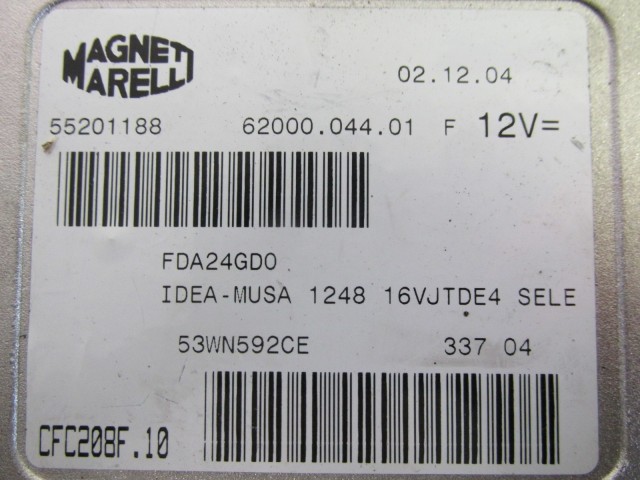 MAGNETI
MARELLI
02.12.04
55201188 62000.044.01 F 12V=
FDA24GD0
IDEA-MUSA 1248 16VJTDE4 SELE
53WN592CE 337 04
CFC208F.10